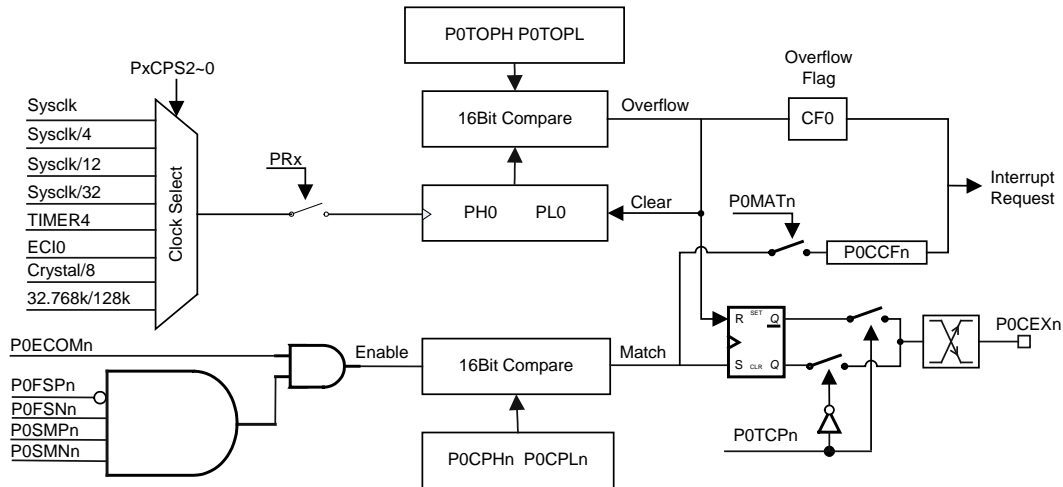 P0TOPH P0TOPL
Overflow
Flag
PxCPS2~0
Sysclk
Sysclk/4
Sysclk/12
Sysclk/32
TIMER4
ECI0
Crystal/8
32.768k/128k
Clock Select
PRx
16Bit Compare
Overflow
CF0
PH0 PL0
Clear
P0MATn
P0CCFn
Interrupt
Request
P0ECOMn
P0FSPn
P0FSNn
P0SMPn
P0SMNn
Enable
16Bit Compare
Match
R SET Q
S CLR Q
P0CEXn
P0TCPn
P0CPHn P0CPLn